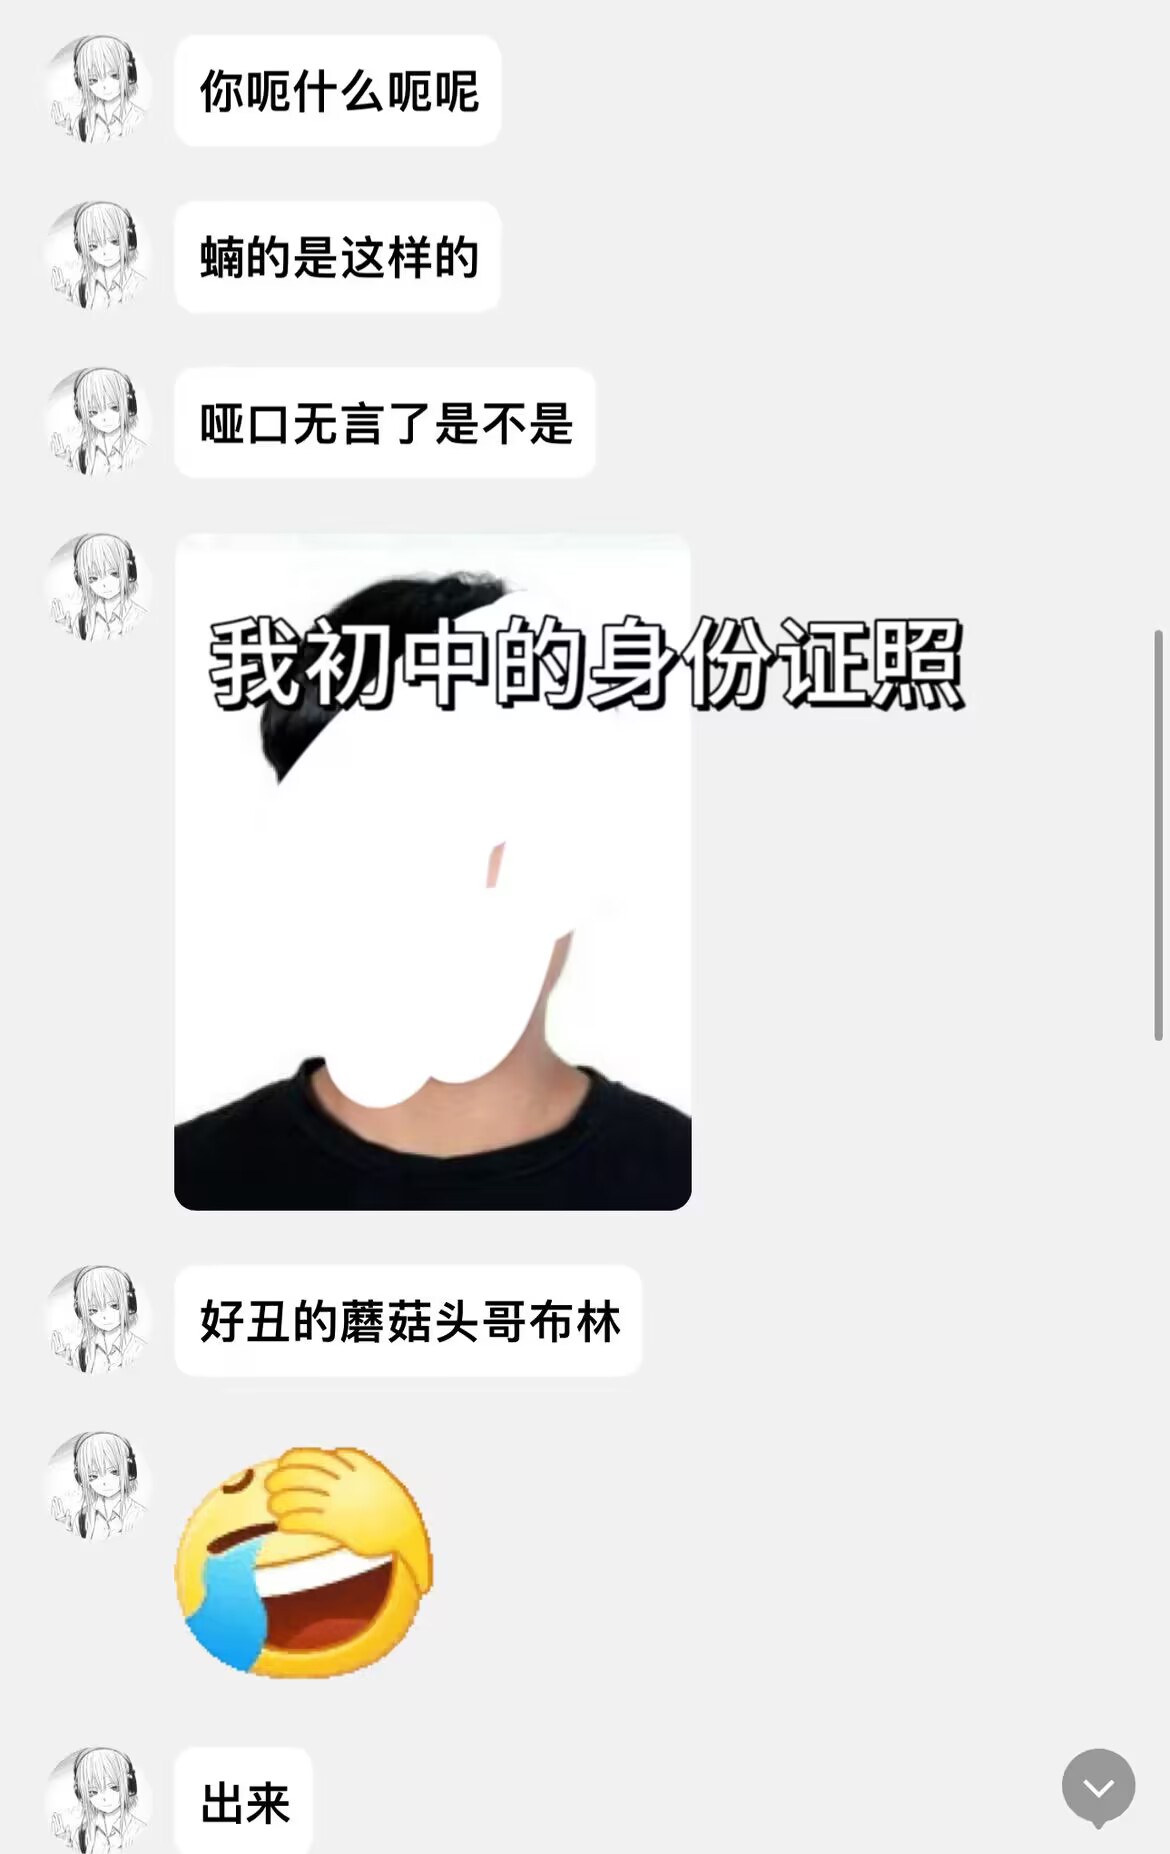 你呃什么呃呢
蝻的是这样的
哑口无言了是不是
我初中的身份证照
好丑的蘑菇头哥布林
出来